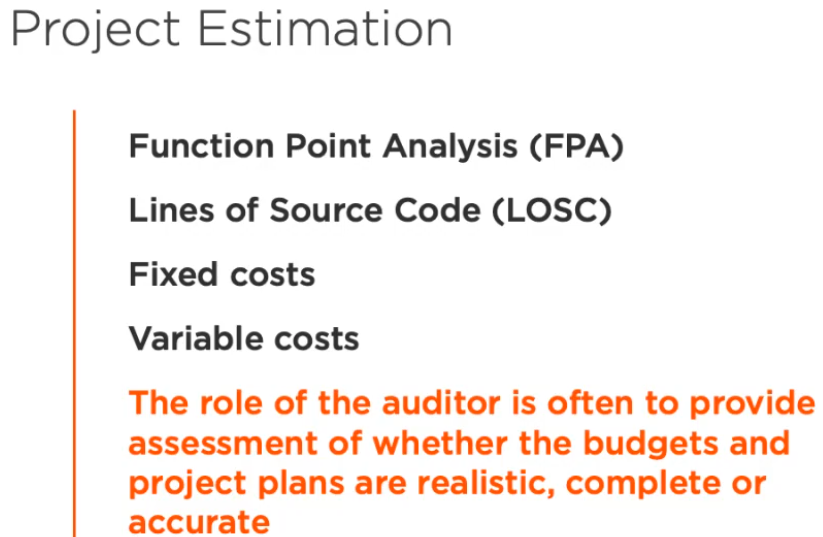 Project Estimation
Function Point Analysis (FPA)
Lines of Source Code (LOSC)
Fixed costs
Variable costs
The role of the auditor is often to provide
assessment of whether the budgets and
project plans are realistic, complete or
accurate